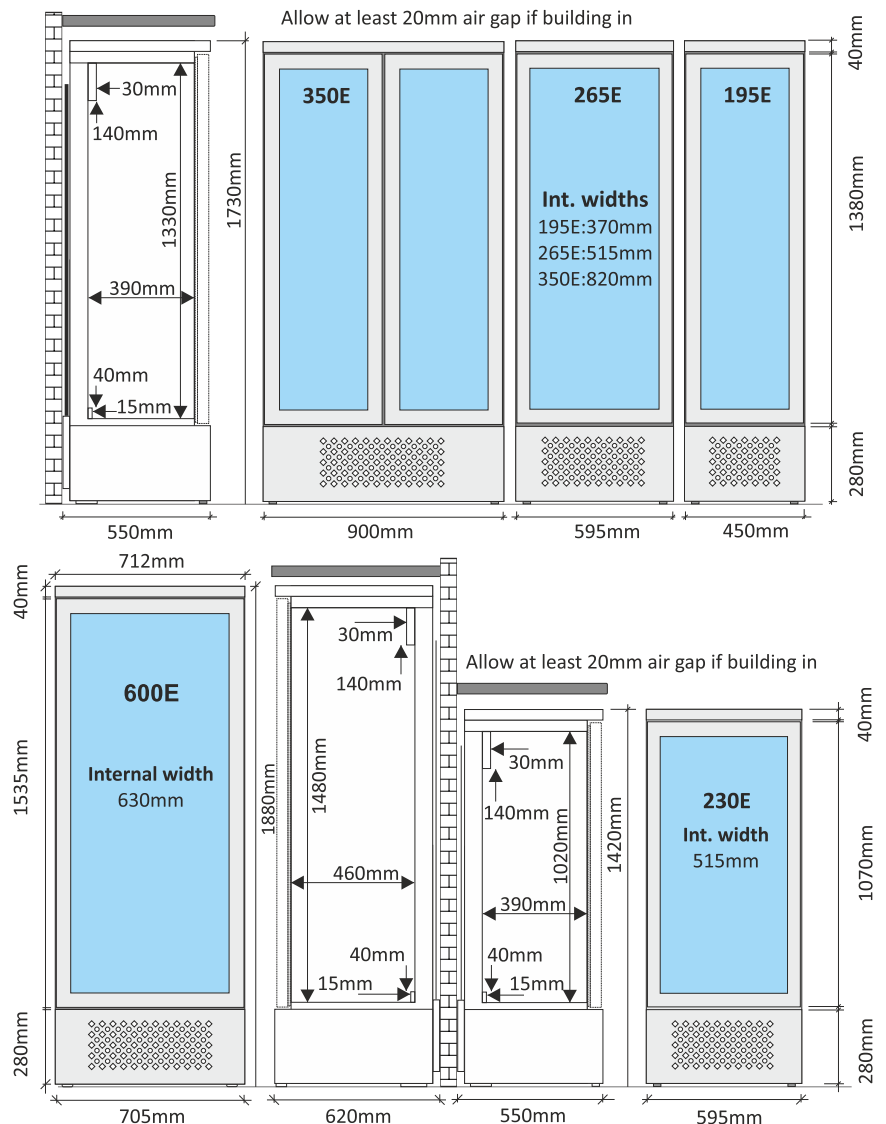 Allow at least 20mm air gap if building in
30mm
140mm
1330mm
1730mm
390mm
40mm
15mm
550mm
350E
900mm
265E
Int. widths
195E:370mm
265E:515mm
350E:820mm
595mm
195E
450mm
40mm
1380mm
280mm
712mm
40mm
1535mm
280mm
600E
Internal width
630mm
705mm
1880mm
30mm
140mm
1480mm
460mm
40mm
15mm
620mm
Allow at least 20mm air gap if building in
30mm
140mm
1020mm
1420mm
390mm
40mm
15mm
550mm
230E
Int. width
515mm
595mm
40mm
1070mm
280mm